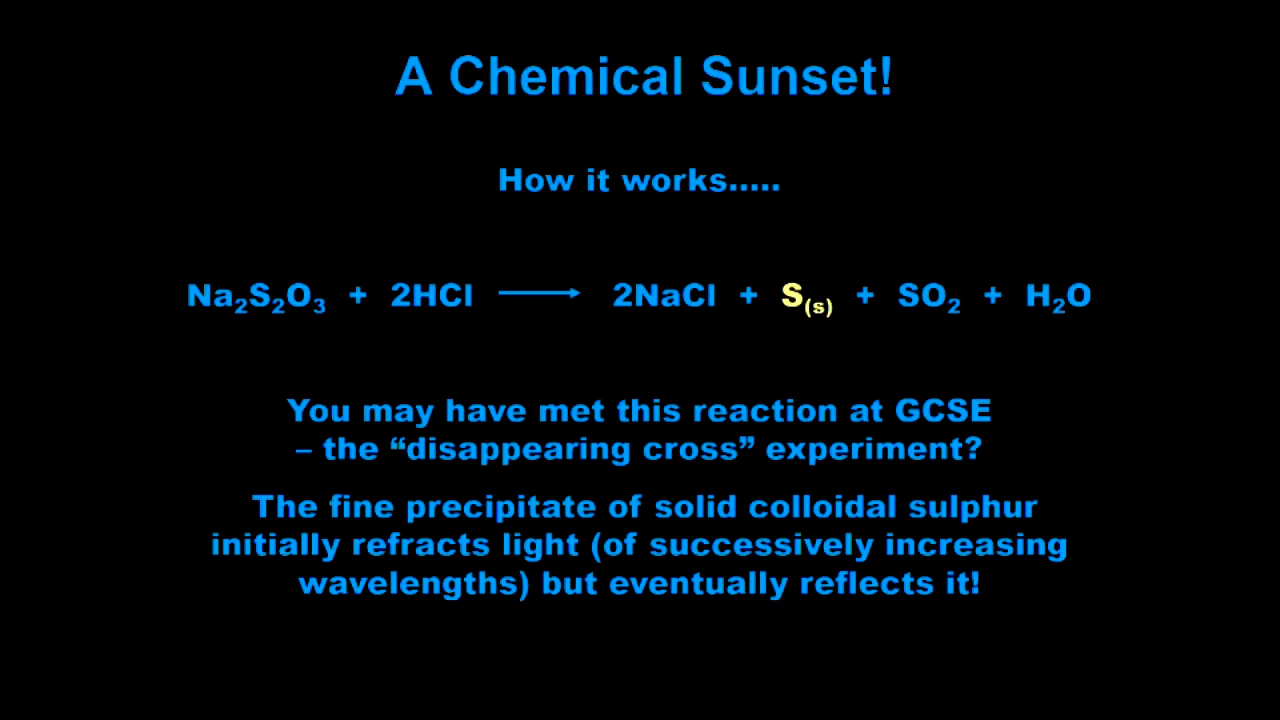 A Chemical Sunset!
How it works.....
Na₂S₂O₃ + 2HCl ⟶ 2NaCl + S₍s₎ + SO₂ + H₂O
You may have met this reaction at GCSE
– the “disappearing cross” experiment?
The fine precipitate of solid colloidal sulphur
initially refracts light (of successively increasing
wavelengths) but eventually reflects it!